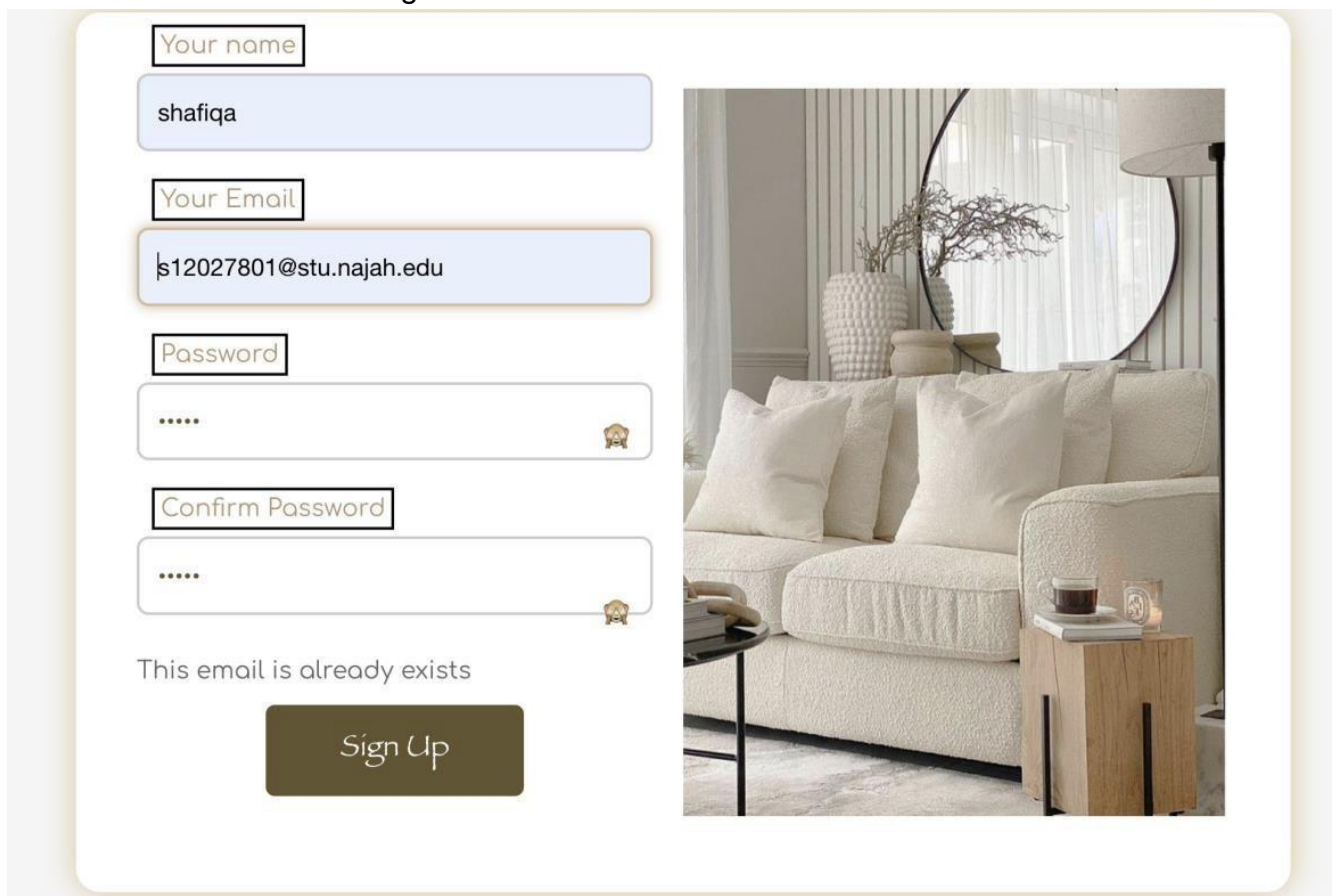 Your name
shafiqa
Your Email
s12027801@stu.najah.edu
Password
•••••
Confirm Password
•••••
This email is already exists
Sign Up